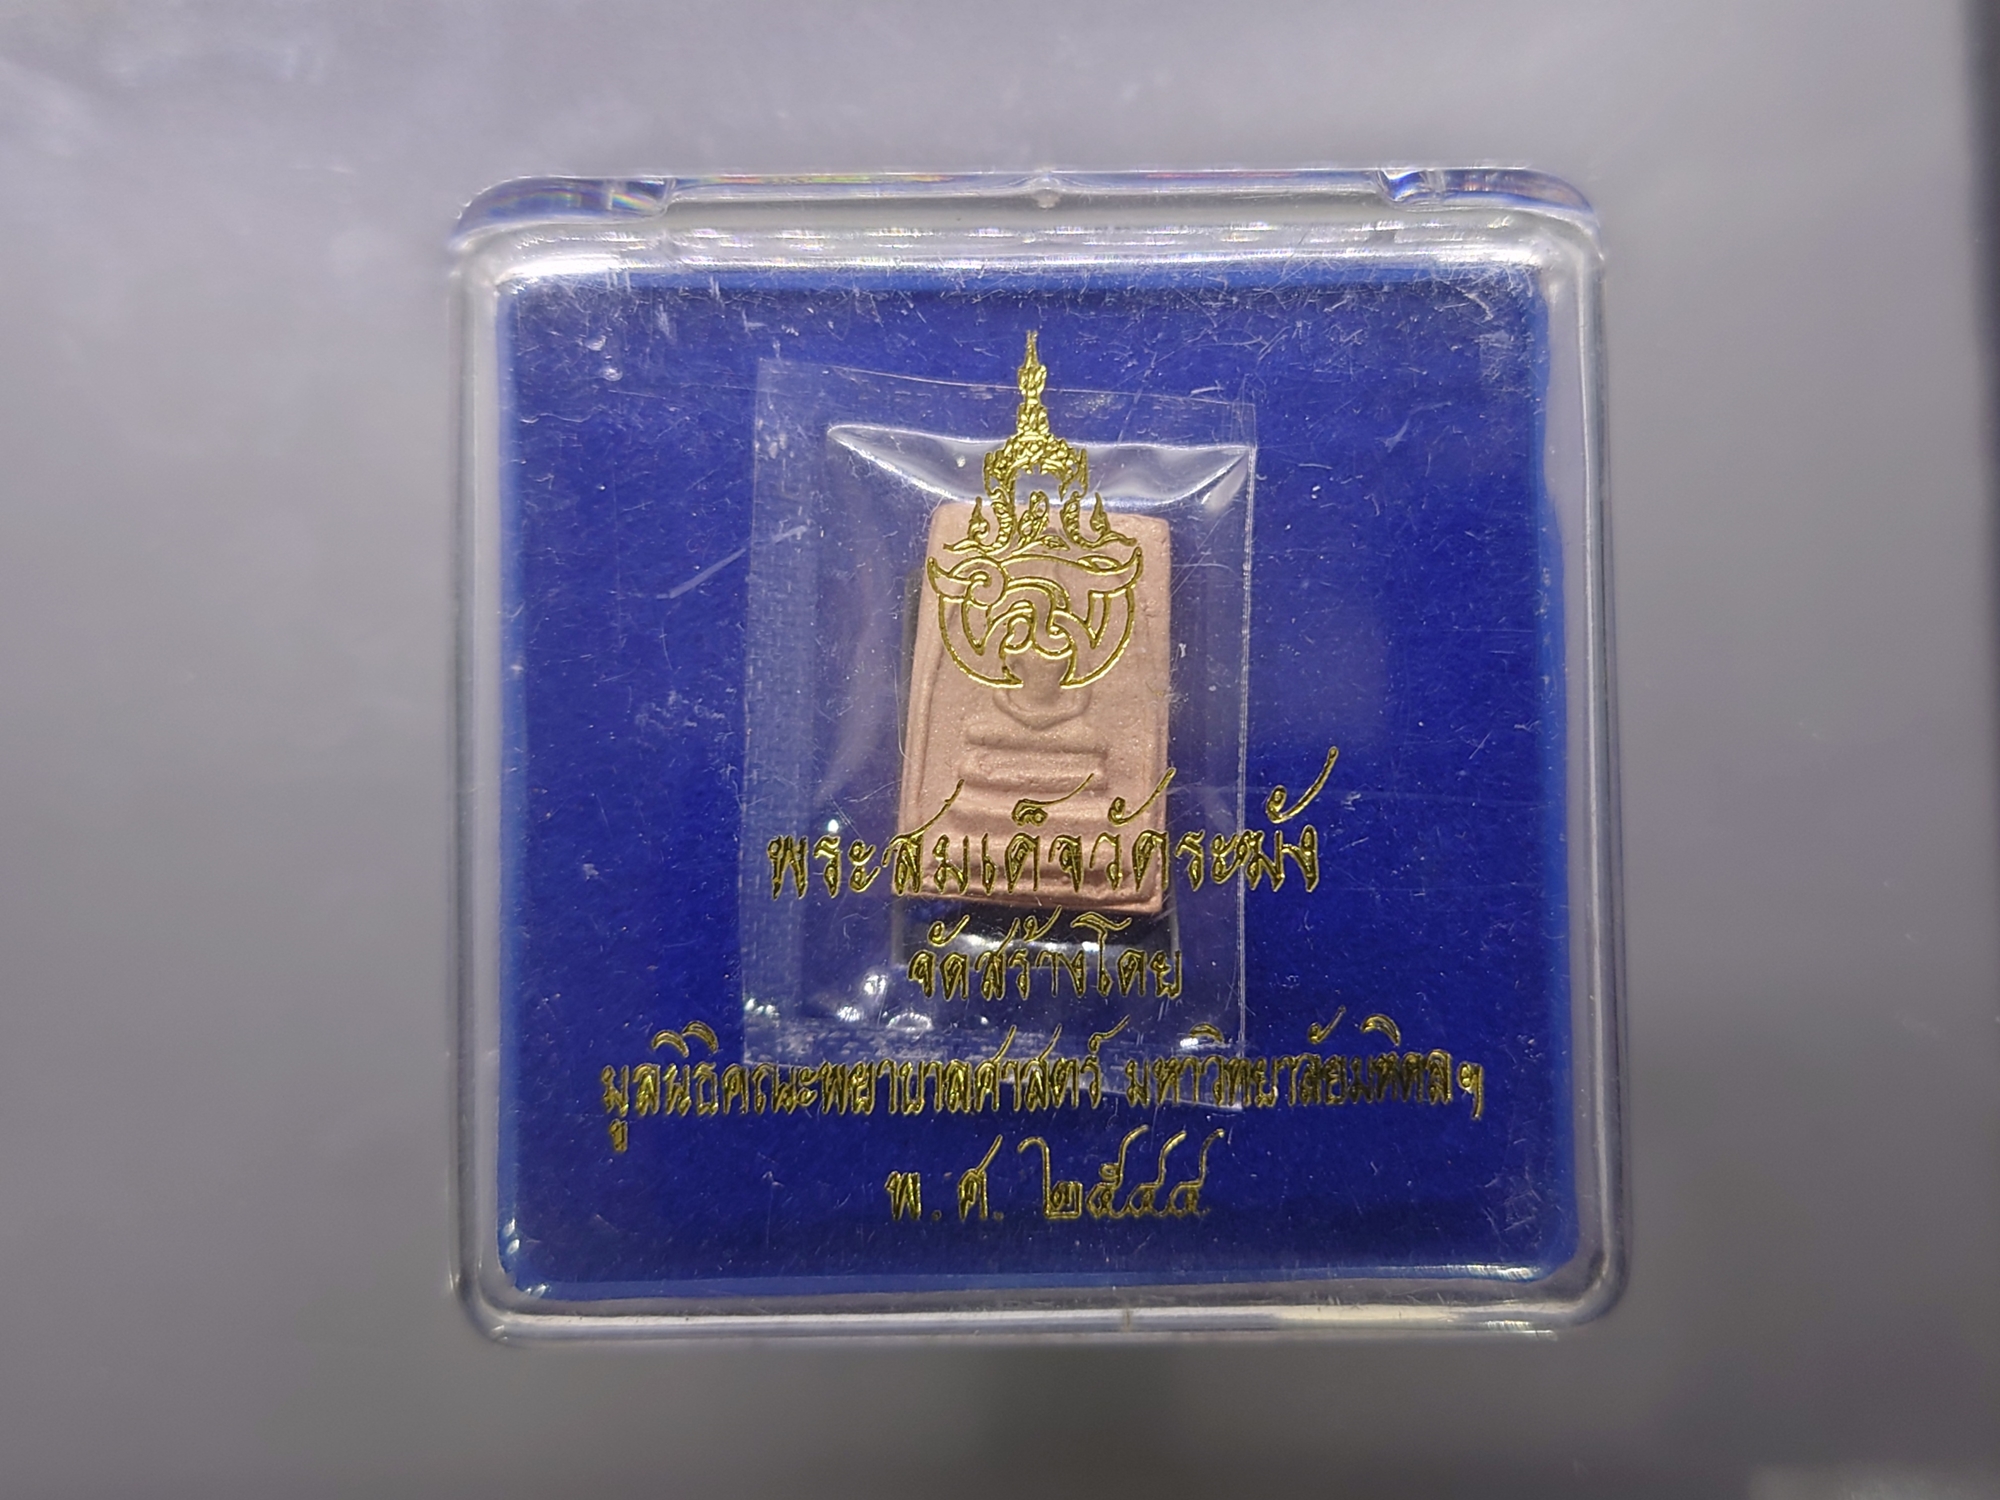 พระสมเด็จวัดระฆัง
จัดสร้างโดย
มูลนิธิคณะพยาบาลศาสตร์ มหาวิทยาลัยมหิดลฯ
พ.ศ. ๒๕๔๔